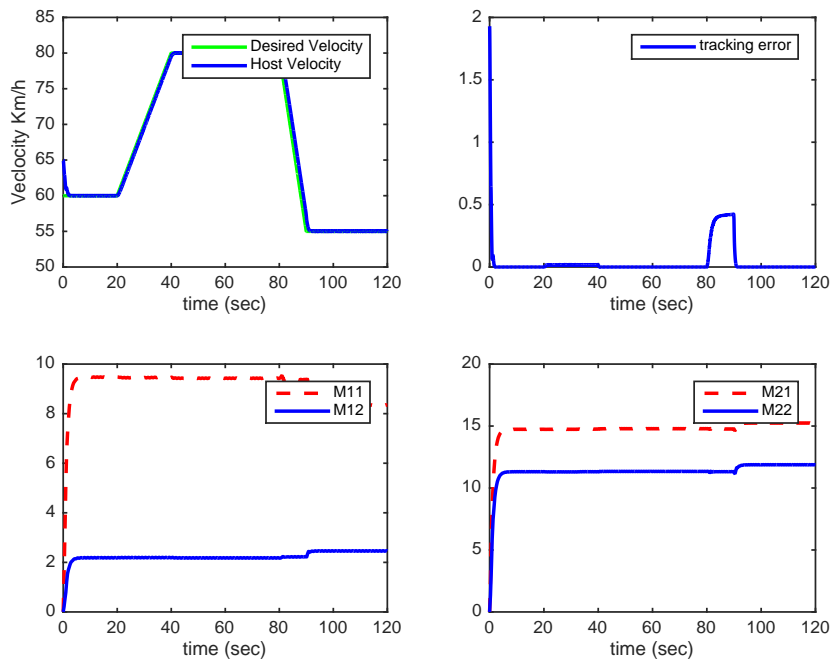 85
80
75
70
65
60
55
50
Veclocity Km/h
Desired Velocity
Host Velocity
0 20 40 60 80 100 120
time (sec)
2
1.5
1
0.5
0
tracking error
0 20 40 60 80 100 120
time (sec)
10
8
6
4
2
0
M11
M12
0 20 40 60 80 100 120
time (sec)
20
15
10
5
0
M21
M22
0 20 40 60 80 100 120
time (sec)